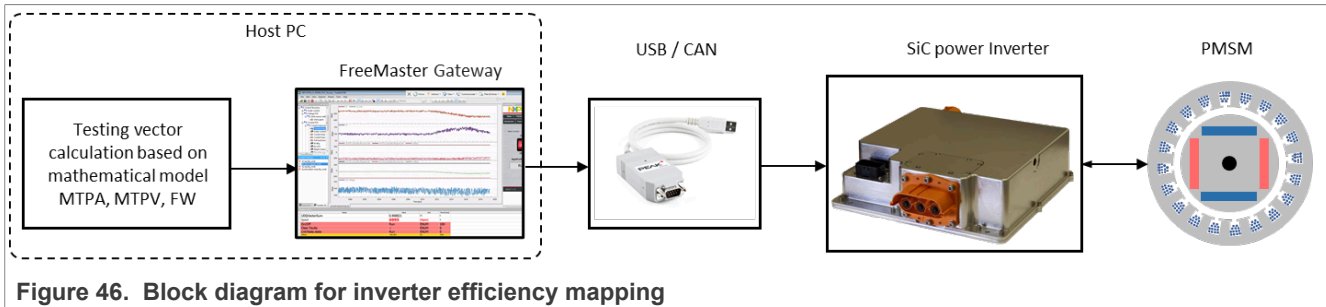 Host PC
FreeMaster Gateway
USB / CAN
SiC power Inverter
PMSM
Testing vector
calculation based on
mathematical model
MTPA, MTPV, FW
PEAK
Figure 46. Block diagram for inverter efficiency mapping